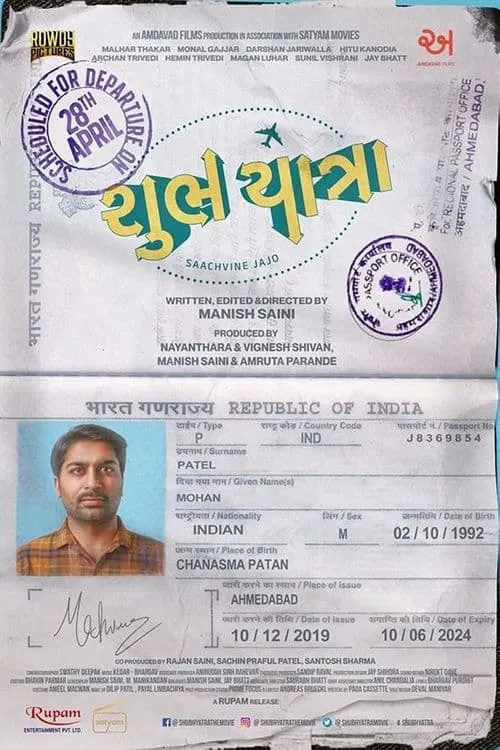 ROWDY
PICTURES
AN AMDAVAD FILMS PRODUCTION IN ASSOCIATION WITH SATYAM MOVIES
MALHAR THAKAR MONAL GAJJAR DARSHAN JARIWALLA HITU KANODIA
ARCHAN TRIVEDI HEMIN TRIVEDI MAGAN LUHAR SUNIL VISHRANI JAY BHATT
અ
AMDAVAD FILMS
SCHEDULED FOR DEPARTURE ON
28TH
APRIL
શુભ યાત્રા
SAACHVINE JAJO
For REGIONAL PASSPORT OFFICE
अहमदाबाद / AHMEDABAD.
PASSPORT OFFICE
भारत गणराज्य
WRITTEN, EDITED & DIRECTED BY
MANISH SAINI
PRODUCED BY
NAYANTHARA & VIGNESH SHIVAN,
MANISH SAINI & AMRUTA PARANDE
भारत गणराज्य REPUBLIC OF INDIA
टाईप / Type राष्ट्र कोड / Country Code पासपोर्ट नं. / Passport No
P IND J8369854
उपनाम / Surname
PATEL
दिया गया नाम / Given Name(s)
MOHAN
राष्ट्रीयता / Nationality लिंग / Sex जन्मतिथि / Date of Birth
INDIAN M 02 / 10 / 1992
जन्म स्थान / Place of Birth
CHANASMA PATAN
जारी करने का स्थान / Place of Issue
AHMEDABAD
जारी करने की तिथि / Date of Issue समाप्ति की तिथि / Date of Expiry
10 / 12 / 2019 10 / 06 / 2024
CO PRODUCED BY RAJAN SAINI, SACHIN PRAFUL PATEL, SANTOSH SHARMA
A RUPAM RELEASE
Rupam
ENTERTAINMENT PVT. LTD.
satyam
@SHUBHYATRATHEMOVIE @SHUBHYATRATHEMOVIE @SHUBHYATRAMOVIE # SHUBHYATRA